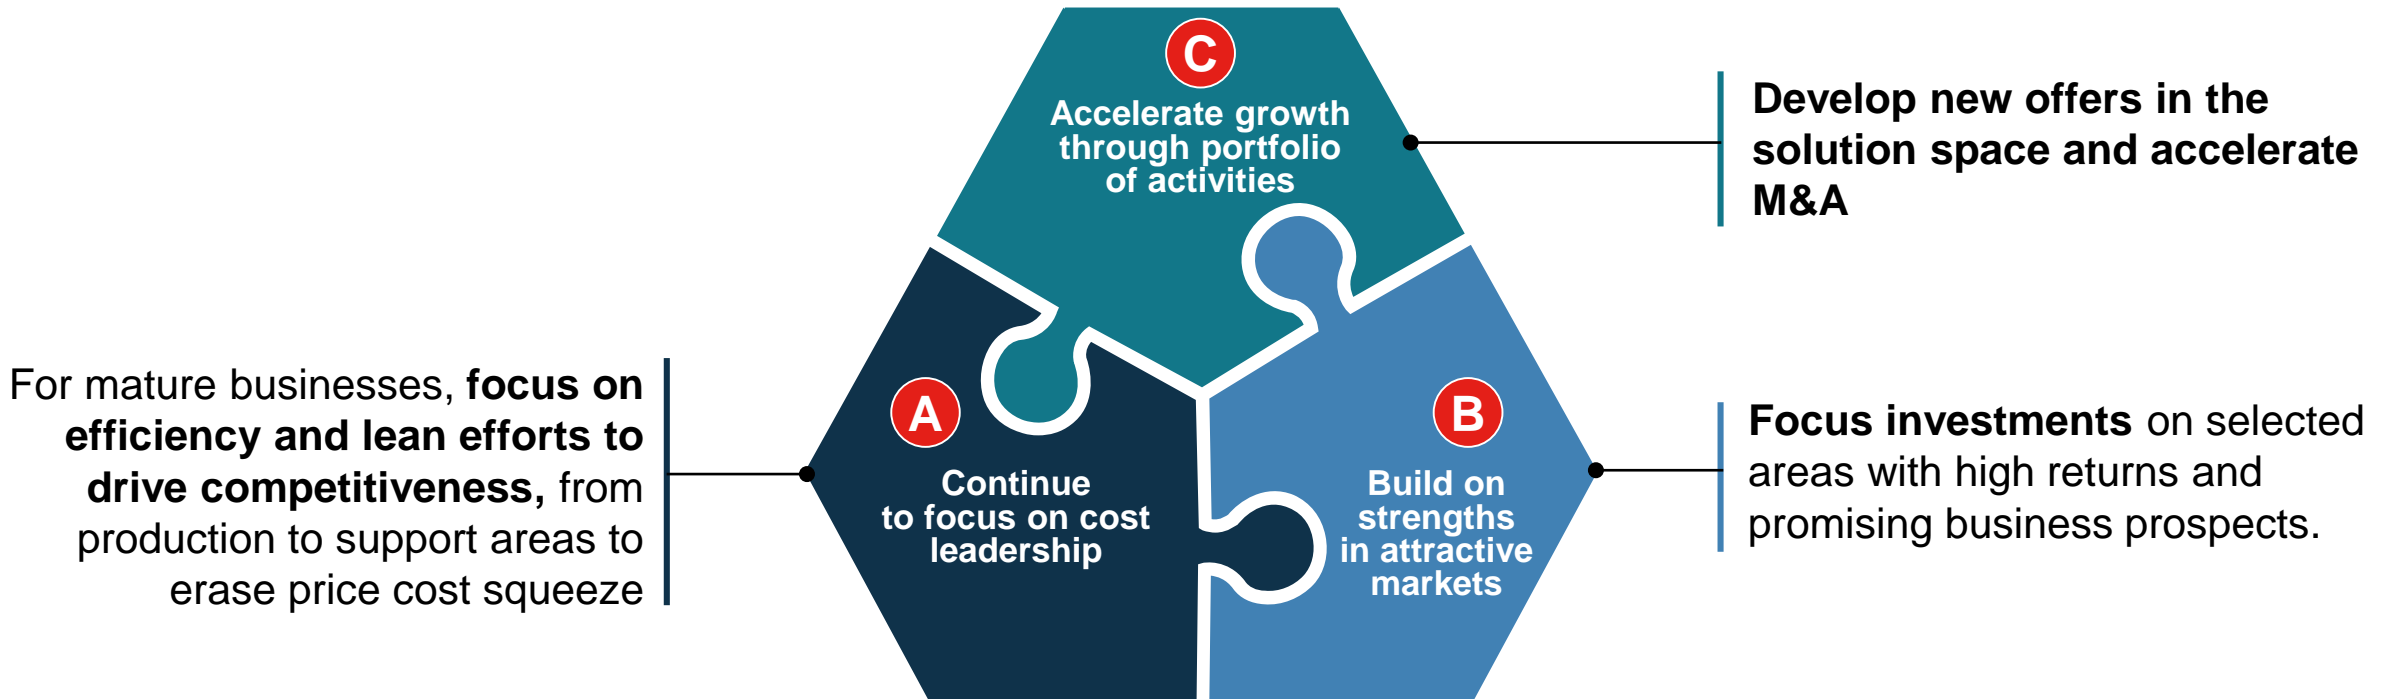 C
Accelerate growth
through portfolio
of activities
Develop new offers in the
solution space and accelerate
M&A
For mature businesses, focus on
efficiency and lean efforts to
drive competitiveness, from
production to support areas to
erase price cost squeeze
A
Continue
to focus on cost
leadership
B
Build on
strengths
in attractive
markets
Focus investments on selected
areas with high returns and
promising business prospects.